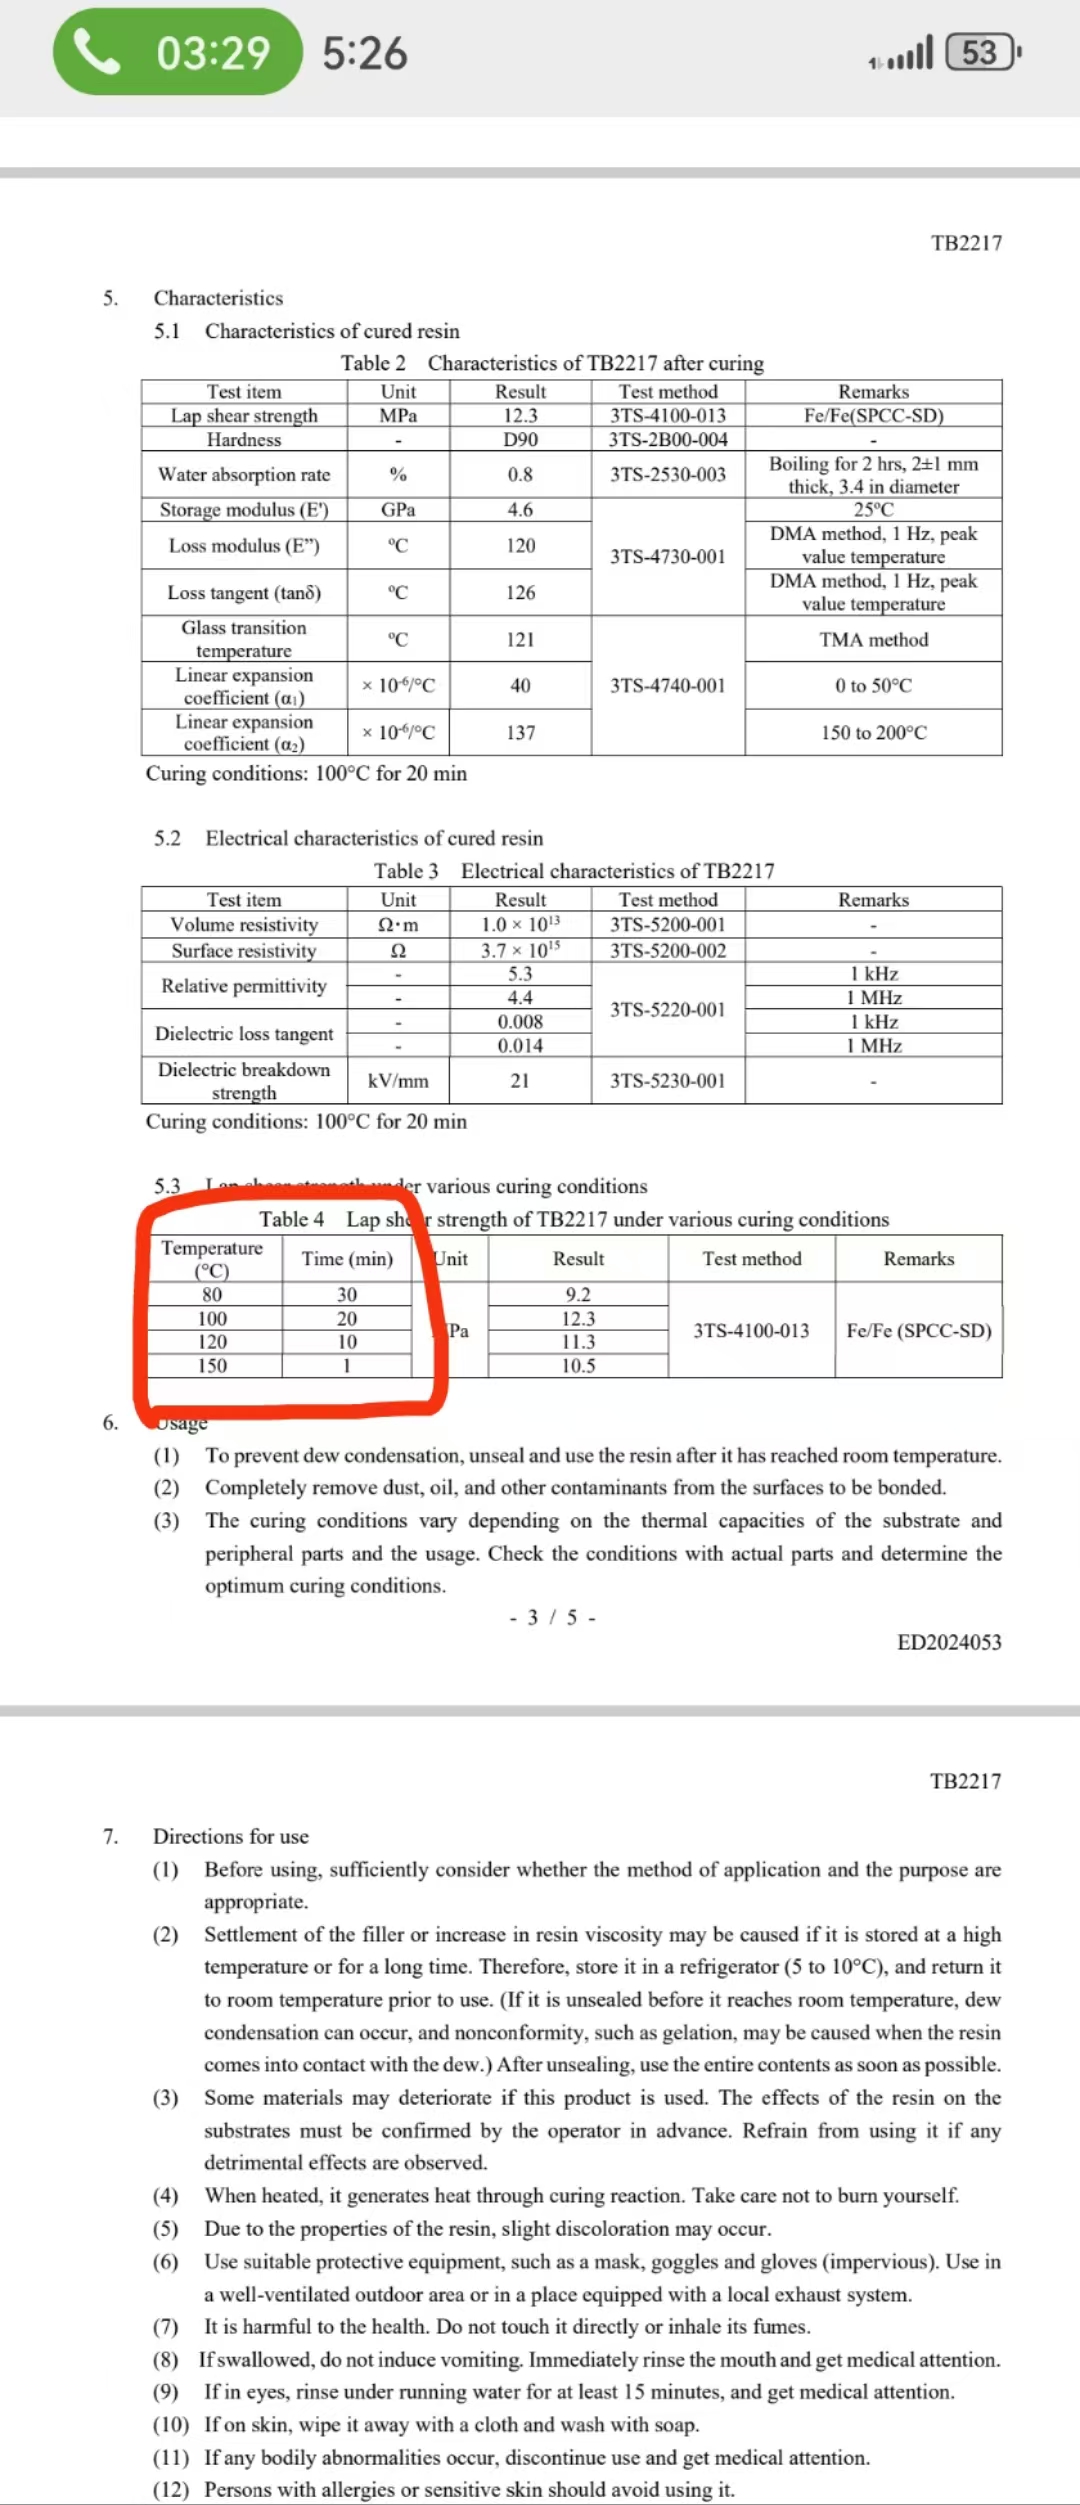 03:29 5:26 53
TB2217
5. Characteristics
5.1 Characteristics of cured resin
Table 2 Characteristics of TB2217 after curing
Test item Unit Result Test method Remarks
Lap shear strength MPa 12.3 3TS-4100-013 Fe/Fe(SPCC-SD)
Hardness - D90 3TS-2B00-004 -
Water absorption rate % 0.8 3TS-2530-003 Boiling for 2 hrs, 2±1 mm
thick, 3.4 in diameter
Storage modulus (E') GPa 4.6 25°C
Loss modulus (E”) °C 120 3TS-4730-001 DMA method, 1 Hz, peak
value temperature
Loss tangent (tanδ) °C 126 DMA method, 1 Hz, peak
value temperature
Glass transition
temperature °C 121 TMA method
Linear expansion
coefficient (α₁) × 10⁻⁶/°C 40 3TS-4740-001 0 to 50°C
Linear expansion
coefficient (α₂) × 10⁻⁶/°C 137 150 to 200°C
Curing conditions: 100°C for 20 min
5.2 Electrical characteristics of cured resin
Table 3 Electrical characteristics of TB2217
Test item Unit Result Test method Remarks
Volume resistivity Ω·m 1.0 × 10¹³ 3TS-5200-001 -
Surface resistivity Ω 3.7 × 10¹⁵ 3TS-5200-002 -
Relative permittivity - 5.3 1 kHz
- 4.4 3TS-5220-001 1 MHz
Dielectric loss tangent - 0.008 1 kHz
- 0.014 1 MHz
Dielectric breakdown
strength kV/mm 21 3TS-5230-001 -
Curing conditions: 100°C for 20 min
5.3 Lap shear strength under various curing conditions
Table 4 Lap shear strength of TB2217 under various curing conditions
Temperature
(°C) Time (min) Unit Result Test method Remarks
80 30 9.2
100 20 MPa 12.3 3TS-4100-013 Fe/Fe (SPCC-SD)
120 10 11.3
150 1 10.5
6. Usage
(1) To prevent dew condensation, unseal and use the resin after it has reached room temperature.
(2) Completely remove dust, oil, and other contaminants from the surfaces to be bonded.
(3) The curing conditions vary depending on the thermal capacities of the substrate and
peripheral parts and the usage. Check the conditions with actual parts and determine the
optimum curing conditions.
- 3 / 5 -
ED2024053
TB2217
7. Directions for use
(1) Before using, sufficiently consider whether the method of application and the purpose are
appropriate.
(2) Settlement of the filler or increase in resin viscosity may be caused if it is stored at a high
temperature or for a long time. Therefore, store it in a refrigerator (5 to 10°C), and return it
to room temperature prior to use. (If it is unsealed before it reaches room temperature, dew
condensation can occur, and nonconformity, such as gelation, may be caused when the resin
comes into contact with the dew.) After unsealing, use the entire contents as soon as possible.
(3) Some materials may deteriorate if this product is used. The effects of the resin on the
substrates must be confirmed by the operator in advance. Refrain from using it if any
detrimental effects are observed.
(4) When heated, it generates heat through curing reaction. Take care not to burn yourself.
(5) Due to the properties of the resin, slight discoloration may occur.
(6) Use suitable protective equipment, such as a mask, goggles and gloves (impervious). Use in
a well-ventilated outdoor area or in a place equipped with a local exhaust system.
(7) It is harmful to the health. Do not touch it directly or inhale its fumes.
(8) If swallowed, do not induce vomiting. Immediately rinse the mouth and get medical attention.
(9) If in eyes, rinse under running water for at least 15 minutes, and get medical attention.
(10) If on skin, wipe it away with a cloth and wash with soap.
(11) If any bodily abnormalities occur, discontinue use and get medical attention.
(12) Persons with allergies or sensitive skin should avoid using it.